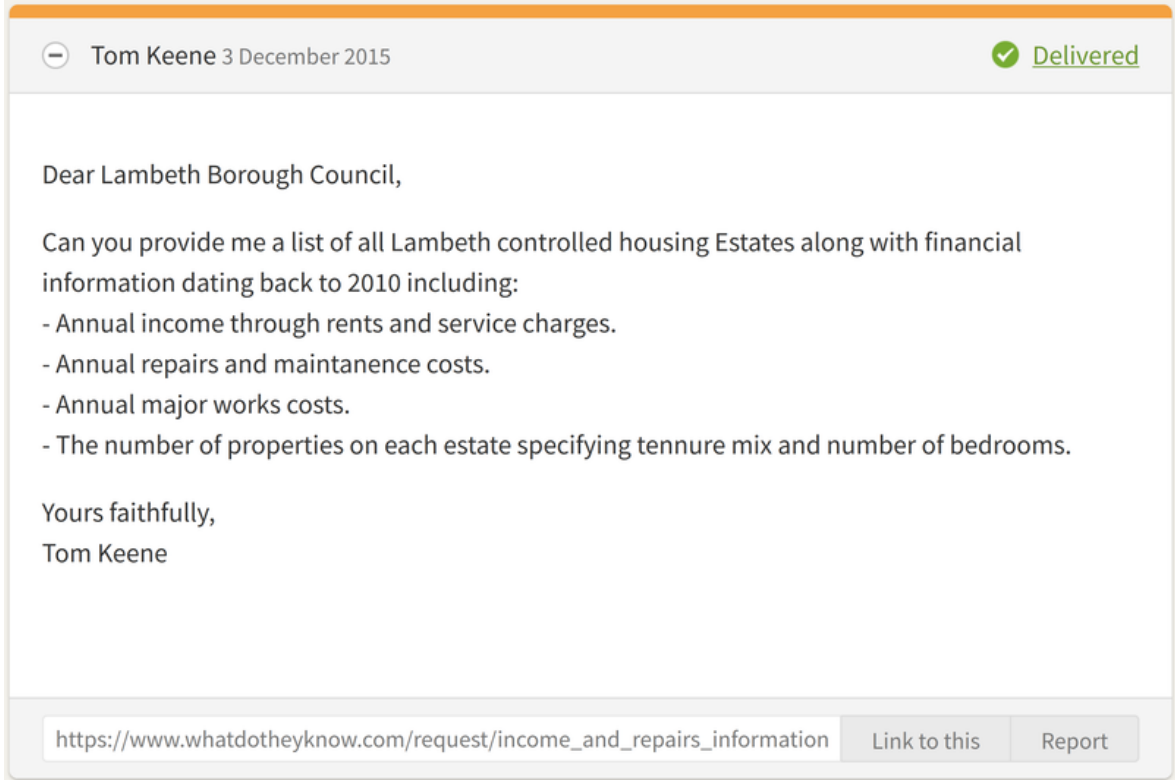 Tom Keene 3 December 2015 Delivered
Dear Lambeth Borough Council,
Can you provide me a list of all Lambeth controlled housing Estates along with financial
information dating back to 2010 including:
- Annual income through rents and service charges.
- Annual repairs and maintanence costs.
- Annual major works costs.
- The number of properties on each estate specifying tennure mix and number of bedrooms.
Yours faithfully,
Tom Keene
https://www.whatdotheyknow.com/request/income_and_repairs_information Link to this Report